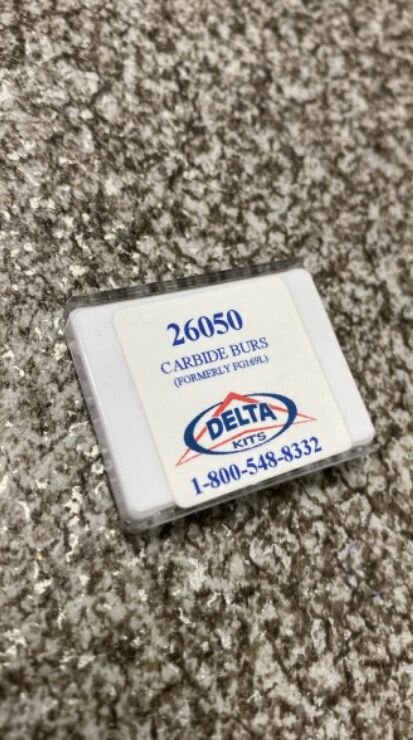 26050
CARBIDE BURS
(FORMERLY FG169L)
DELTA
KITS
1-800-548-8332